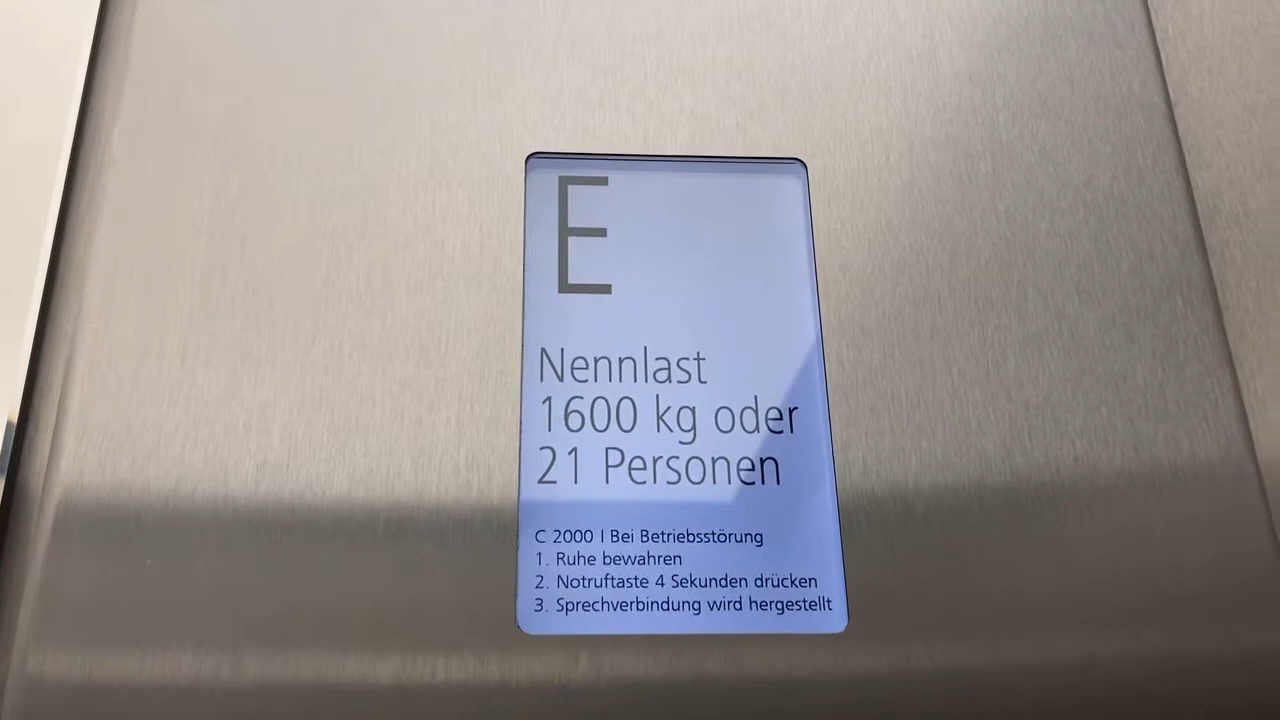 E
Nennlast
1600 kg oder
21 Personen
C 2000 I Bei Betriebsstörung
1. Ruhe bewahren
2. Notruftaste 4 Sekunden drücken
3. Sprechverbindung wird hergestellt